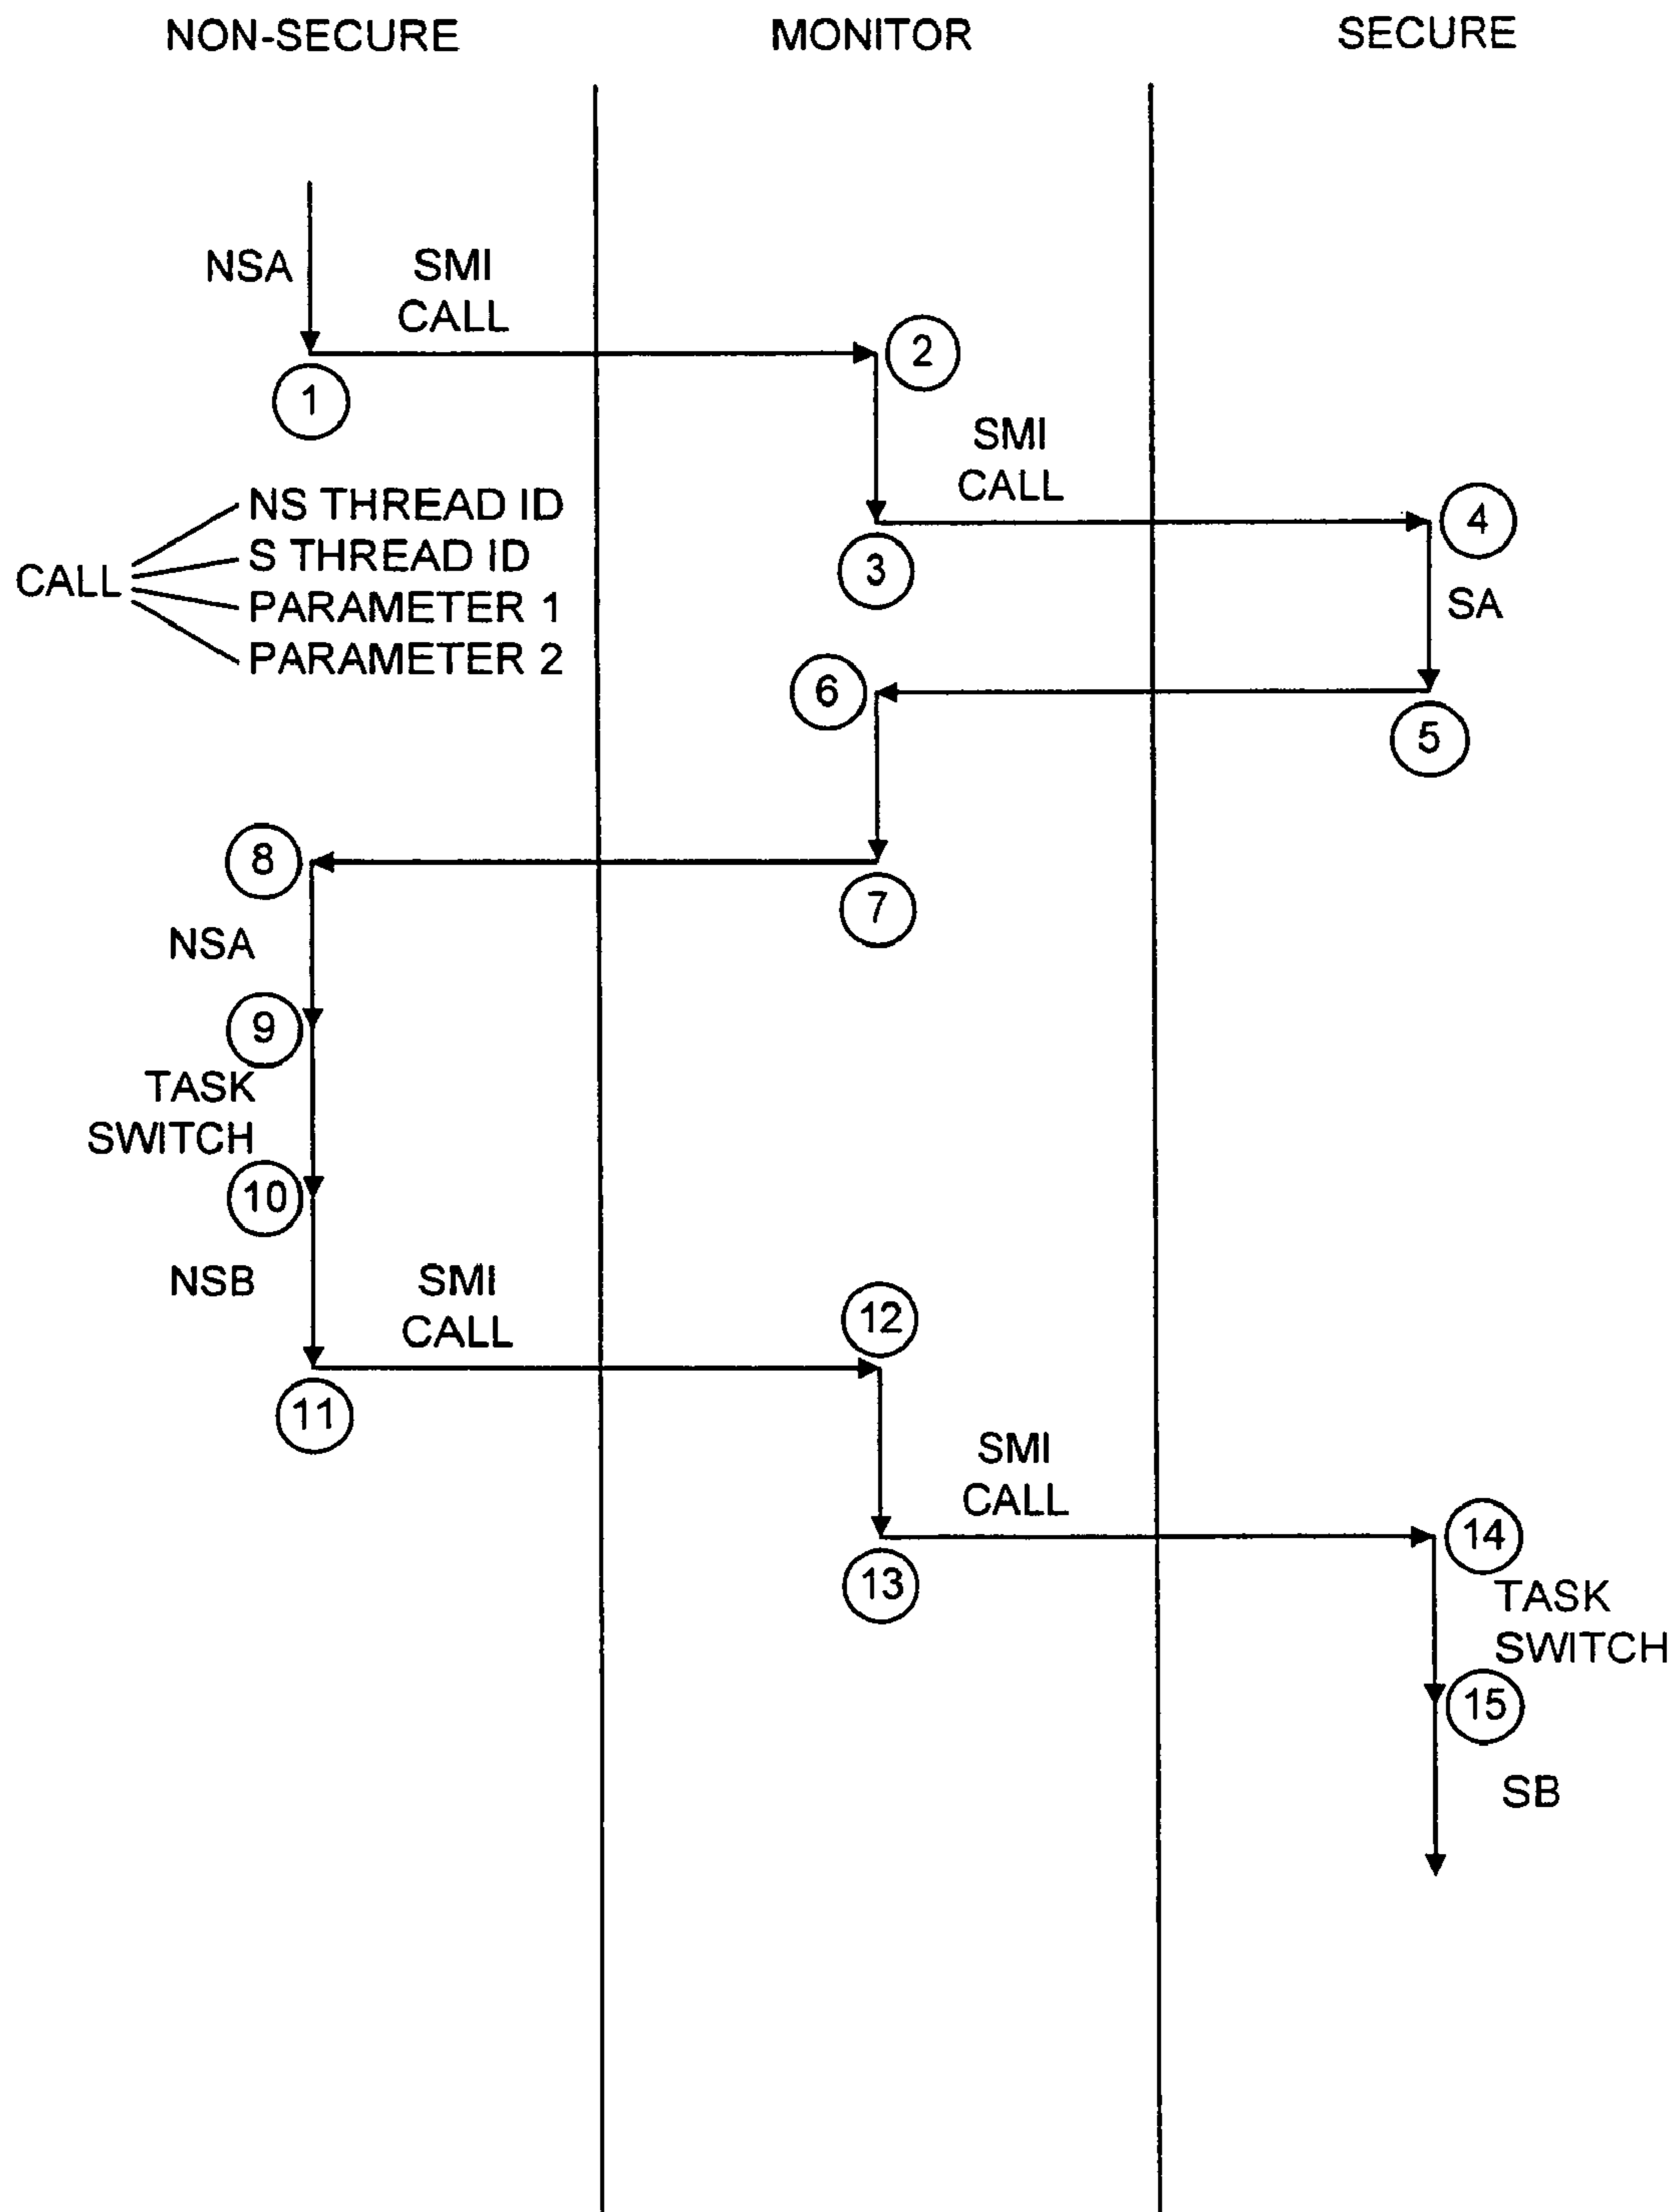 NON-SECURE
MONITOR
SECURE
NSA
SMI
CALL
2
1
SMI
CALL
4
3
NS THREAD ID
S THREAD ID
CALL
PARAMETER 1
PARAMETER 2
SA
6
5
8
7
NSA
9
TASK
SWITCH
10
NSB
SMI
CALL
12
11
SMI
CALL
14
13
TASK
SWITCH
15
SB